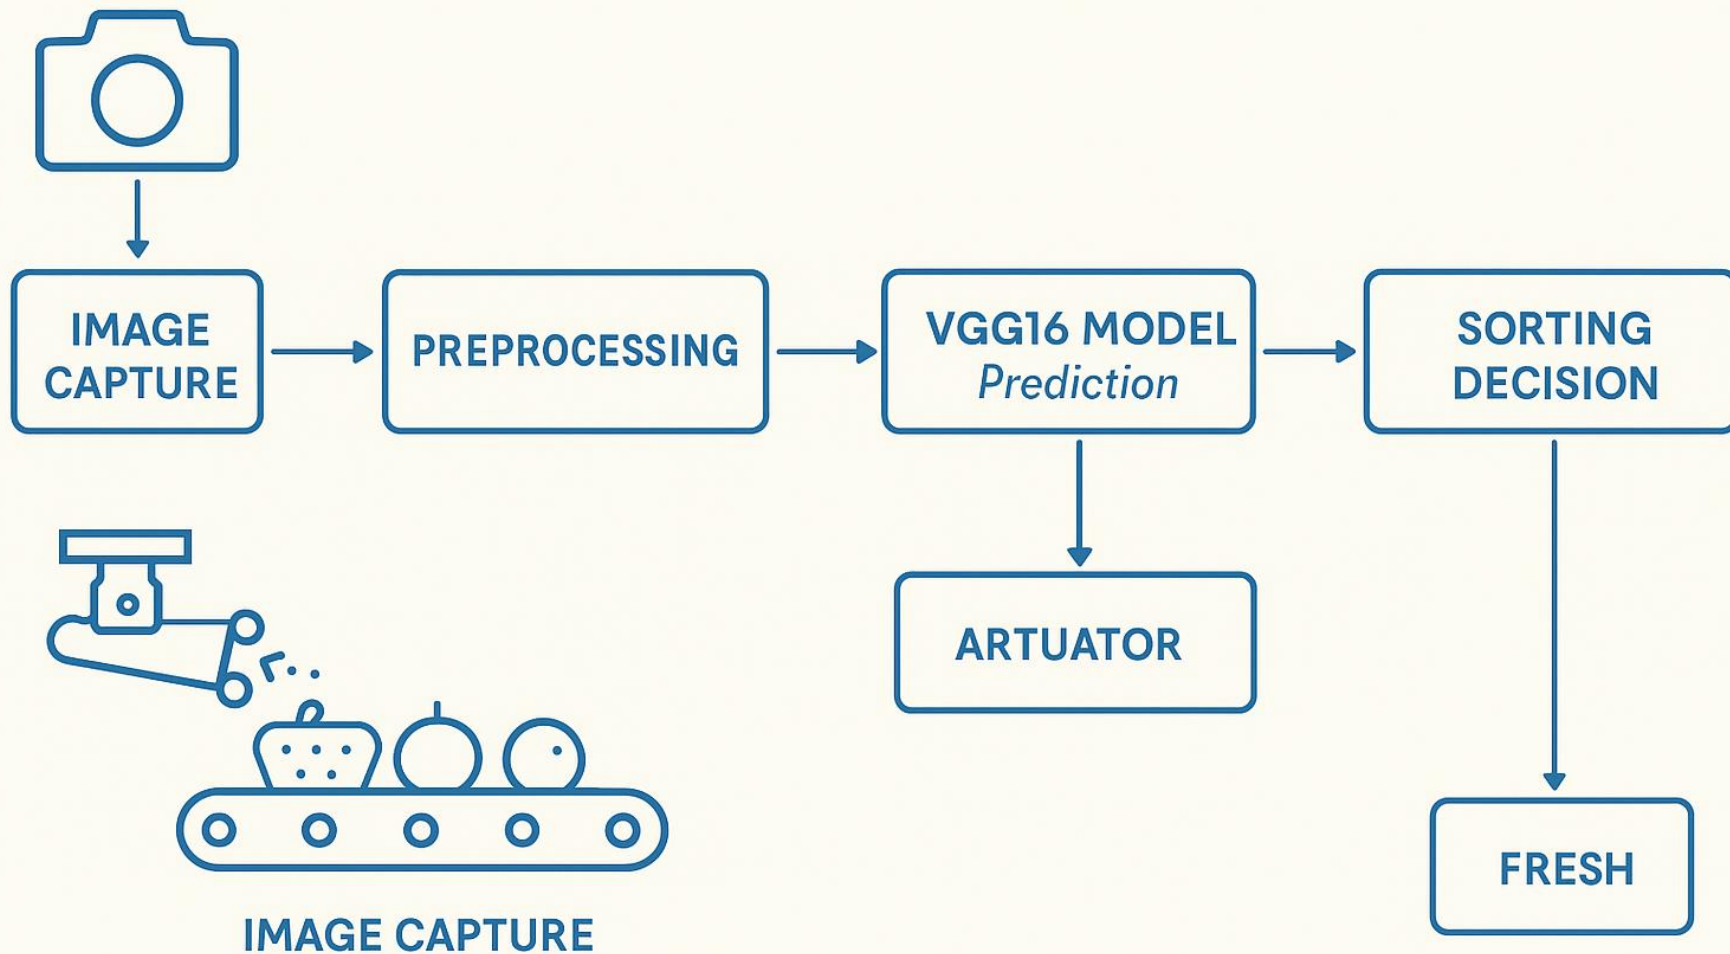 IMAGE
CAPTURE
PREPROCESSING
VGG16 MODEL
Prediction
SORTING
DECISION
ARTUATOR
FRESH
IMAGE CAPTURE